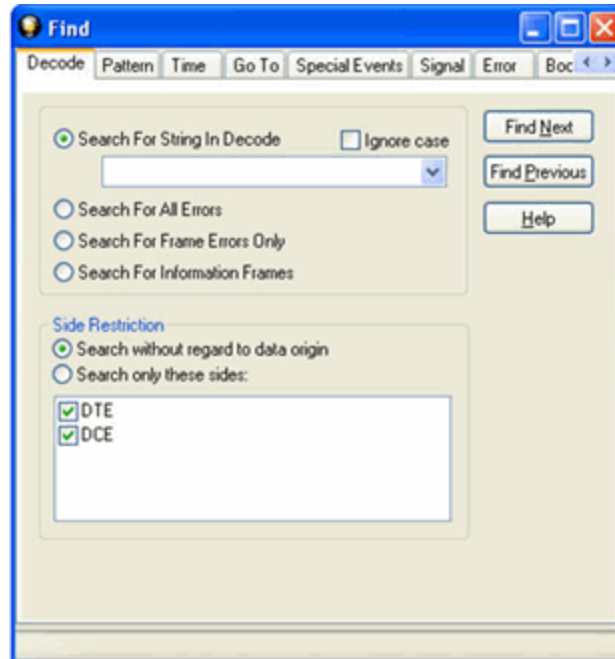 Find
Decode Pattern Time Go To Special Events Signal Error Boc
Search For String In Decode Ignore case
Find Next
Find Previous
Search For All Errors
Help
Search For Frame Errors Only
Search For Information Frames
Side Restriction
Search without regard to data origin
Search only these sides:
DTE
DCE